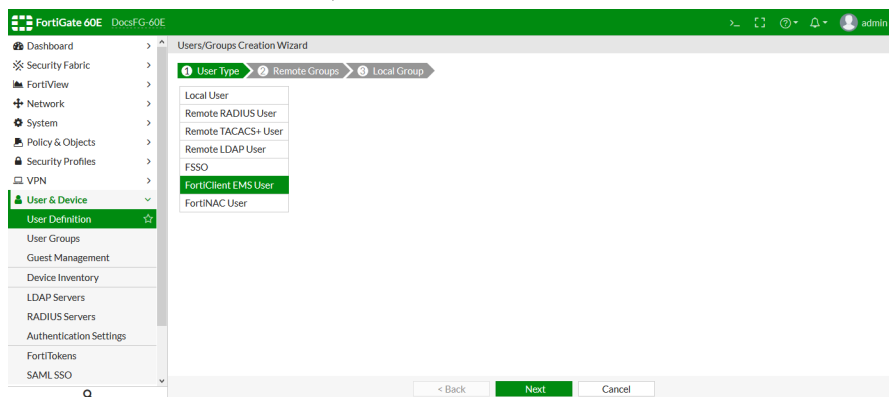 FortiGate 60E DocsFG-60E
>_
admin
Dashboard
Security Fabric
FortiView
Network
System
Policy & Objects
Security Profiles
VPN
User & Device
User Definition
User Groups
Guest Management
Device Inventory
LDAP Servers
RADIUS Servers
Authentication Settings
FortiTokens
SAML SSO
Users/Groups Creation Wizard
1 User Type 2 Remote Groups 3 Local Group
Local User
Remote RADIUS User
Remote TACACS+ User
Remote LDAP User
FSSO
FortiClient EMS User
FortiNAC User
< Back Next Cancel